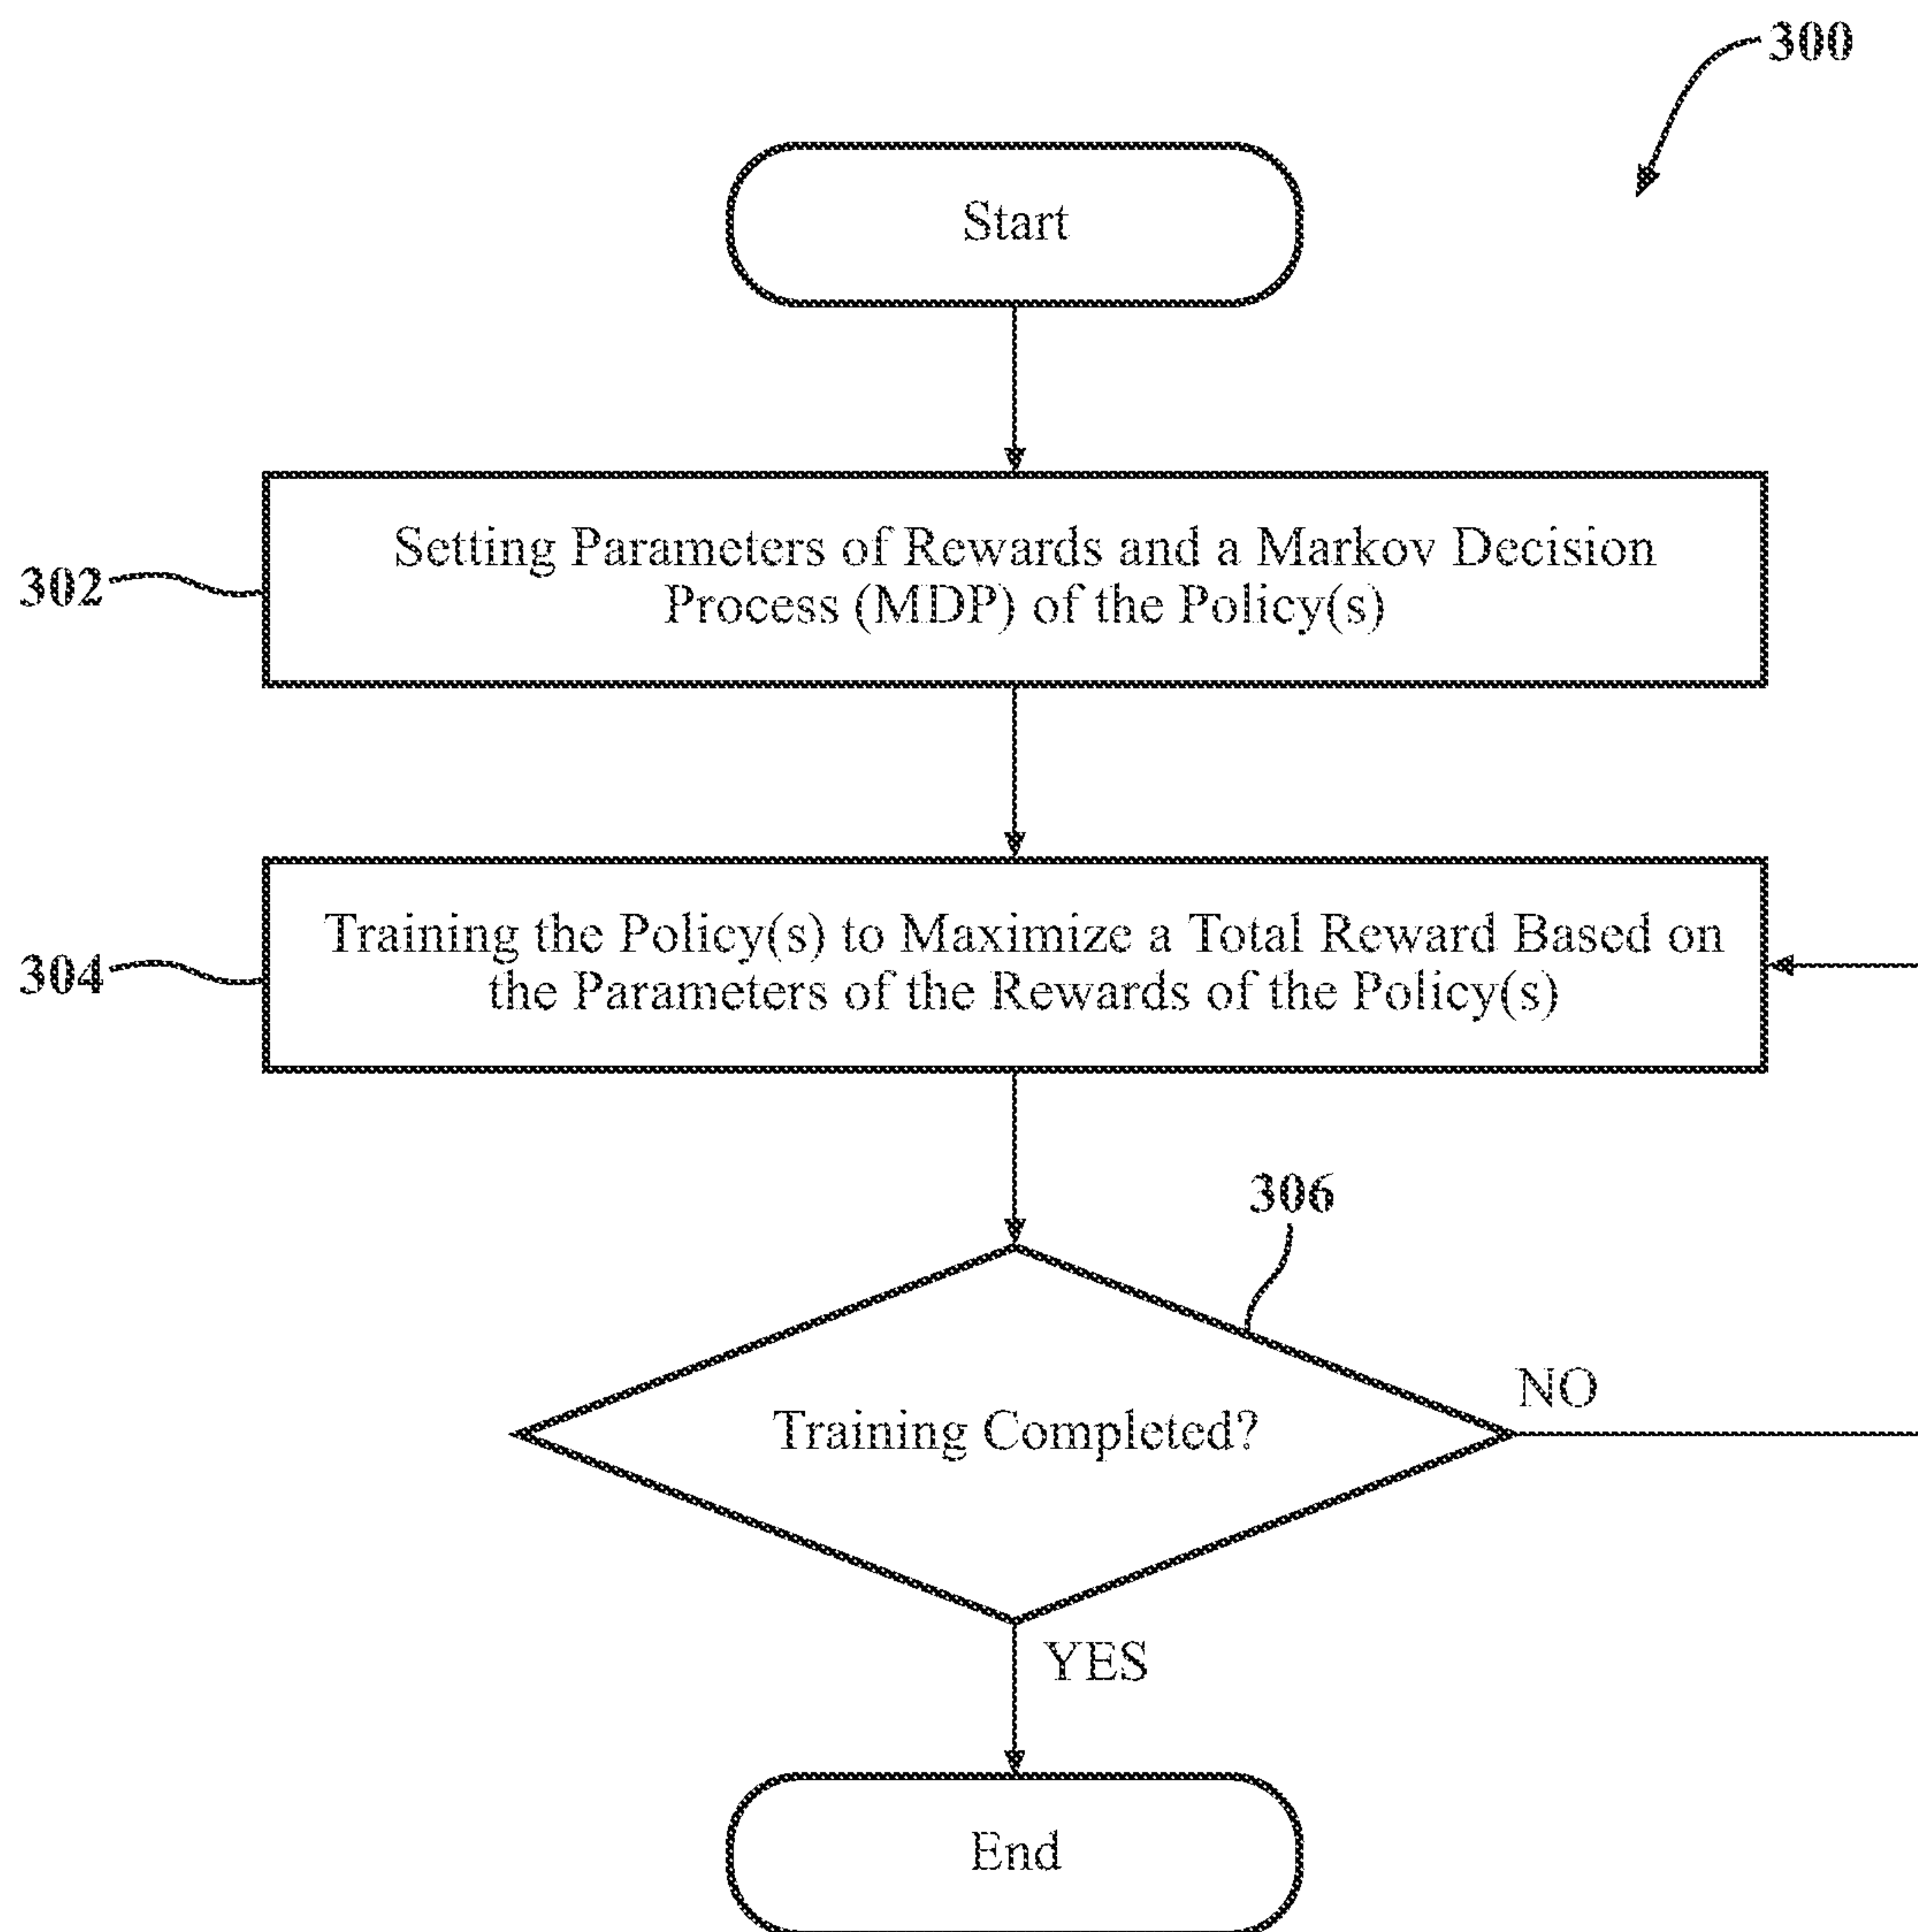 300
Start
302
Setting Parameters of Rewards and a Markov Decision
Process (MDP) of the Policy(s)
304
Training the Policy(s) to Maximize a Total Reward Based on
the Parameters of the Rewards of the Policy(s)
306
Training Completed?
NO
YES
End